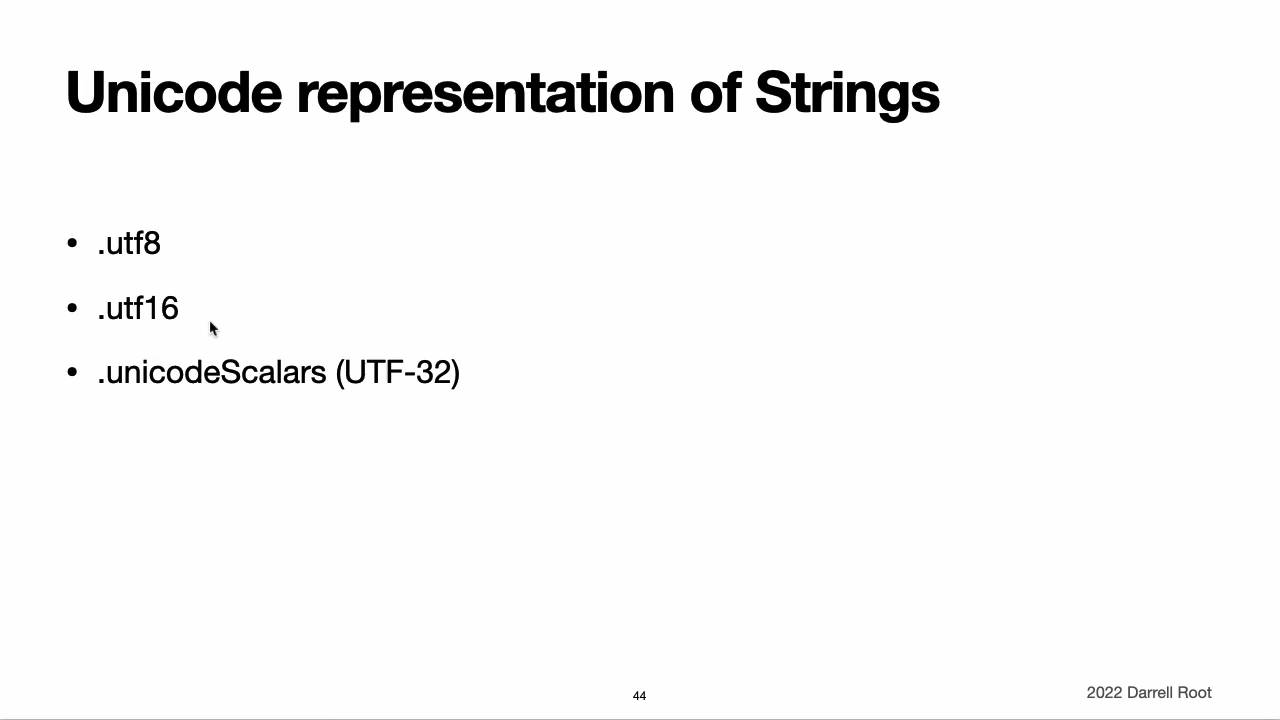 Unicode representation of Strings
• .utf8
• .utf16
• .unicodeScalars (UTF-32)
44
2022 Darrell Root